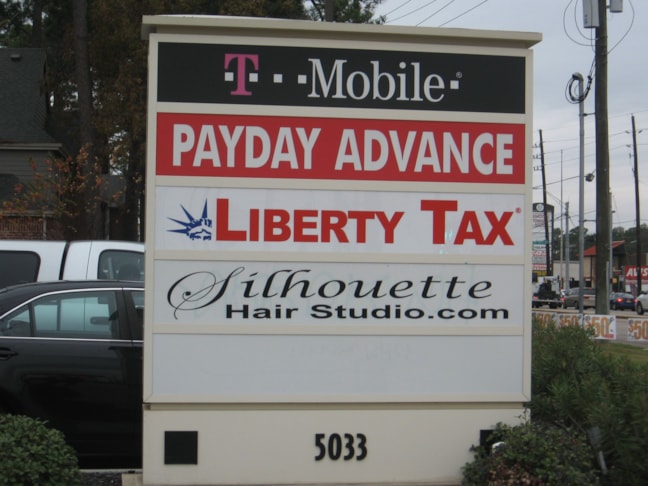 T··Mobile·®
PAYDAY ADVANCE
LIBERTY TAX®
Silhouette
Hair Studio.com
5033